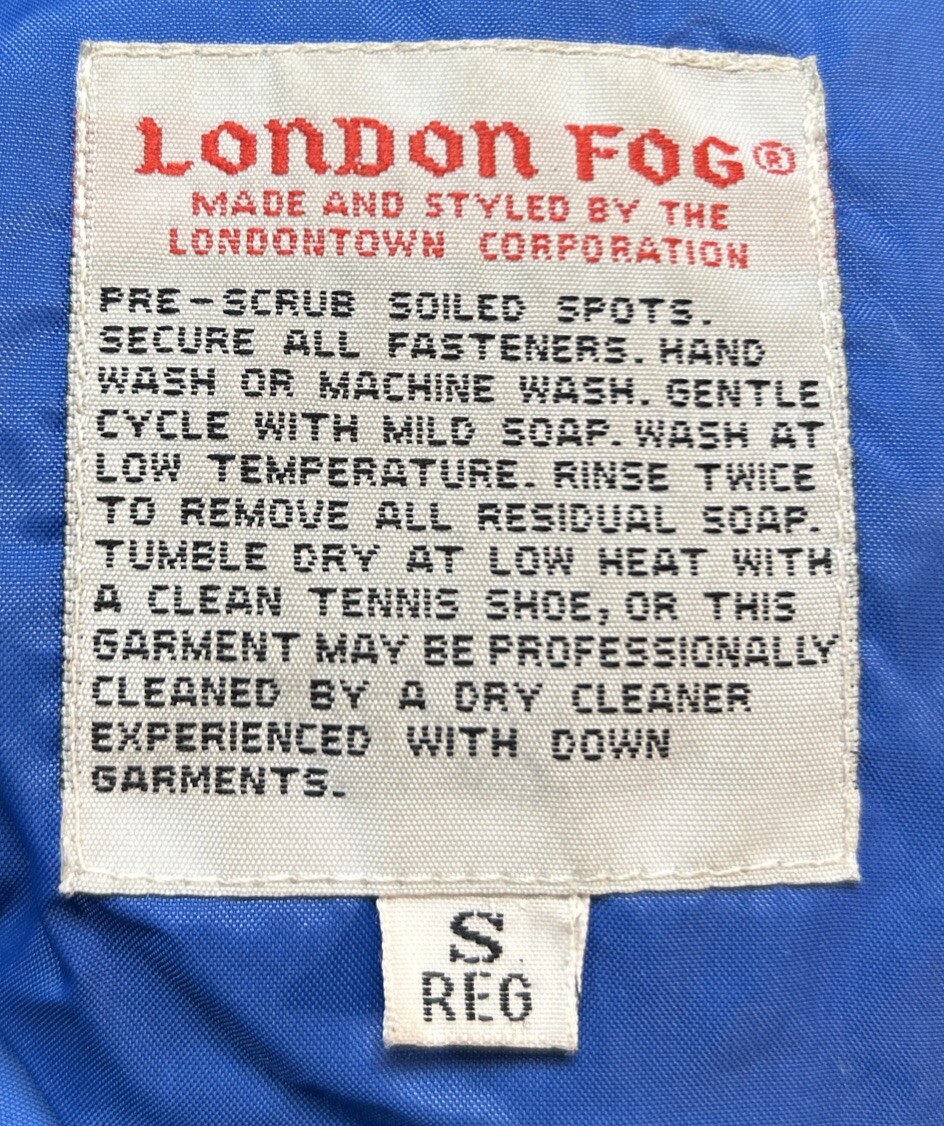 LONDON FOG®
MADE AND STYLED BY THE
LONDONTOWN CORPORATION
PRE-SCRUB SOILED SPOTS.
SECURE ALL FASTENERS. HAND
WASH OR MACHINE WASH. GENTLE
CYCLE WITH MILD SOAP. WASH AT
LOW TEMPERATURE. RINSE TWICE
TO REMOVE ALL RESIDUAL SOAP.
TUMBLE DRY AT LOW HEAT WITH
A CLEAN TENNIS SHOE, OR THIS
GARMENT MAY BE PROFESSIONALLY
CLEANED BY A DRY CLEANER
EXPERIENCED WITH DOWN
GARMENTS.
S
REG